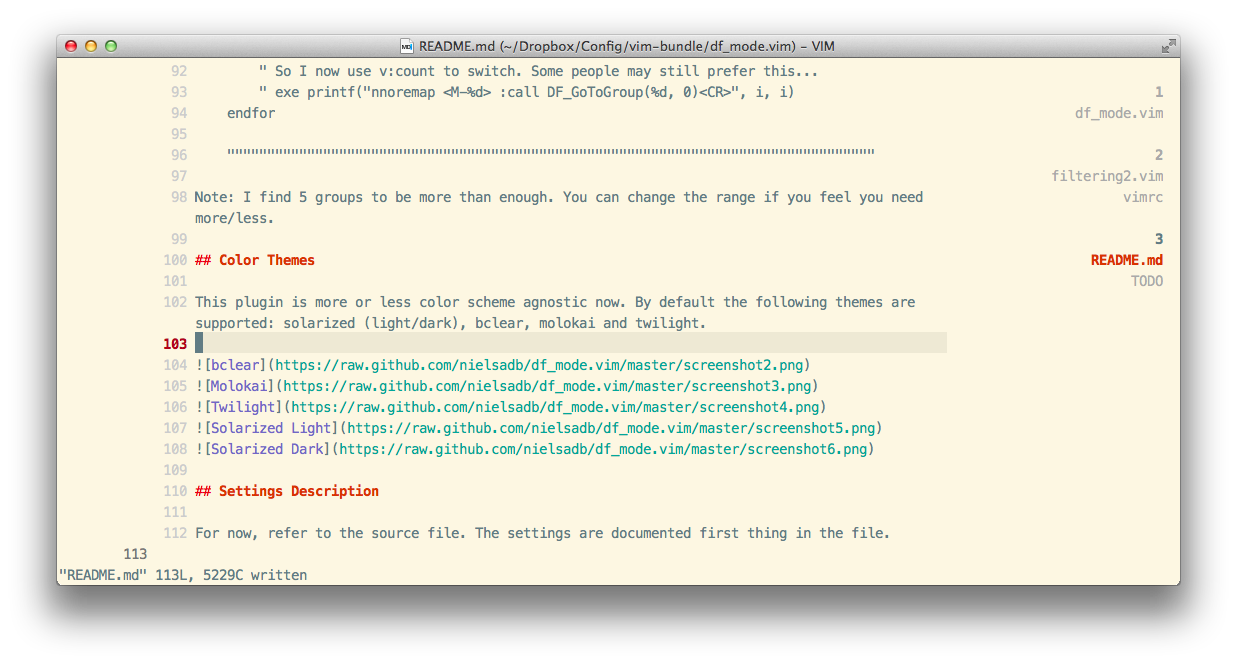 README.md (~/Dropbox/Config/vim-bundle/df_mode.vim) – VIM
92 " So I now use v:count to switch. Some people may still prefer this...
93 " exe printf("nnoremap <M-%d> :call DF_GoToGroup(%d, 0)<CR>", i, i)
1
94 endfor
df_mode.vim
95
96 """""""""""""""""""""""""""""""""""""""""""""""""""""""""""""""""""""""""""""""""
2
97
filtering2.vim
98 Note: I find 5 groups to be more than enough. You can change the range if you feel you need
vimrc
more/less.
99
3
100 ## Color Themes
README.md
101
TODO
102 This plugin is more or less color scheme agnostic now. By default the following themes are
supported: solarized (light/dark), bclear, molokai and twilight.
103
104 ![bclear](https://raw.github.com/nielsadb/df_mode.vim/master/screenshot2.png)
105 ![Molokai](https://raw.github.com/nielsadb/df_mode.vim/master/screenshot3.png)
106 ![Twilight](https://raw.github.com/nielsadb/df_mode.vim/master/screenshot4.png)
107 ![Solarized Light](https://raw.github.com/nielsadb/df_mode.vim/master/screenshot5.png)
108 ![Solarized Dark](https://raw.github.com/nielsadb/df_mode.vim/master/screenshot6.png)
109
110 ## Settings Description
111
112 For now, refer to the source file. The settings are documented first thing in the file.
113
"README.md" 113L, 5229C written